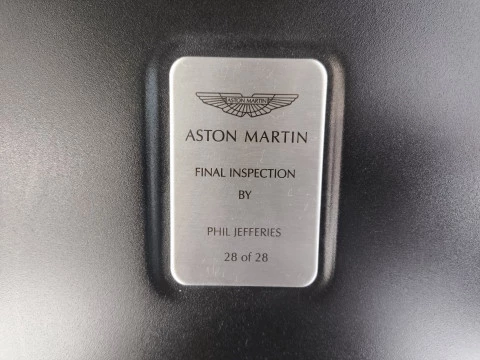 ASTON MARTIN
ASTON MARTIN
FINAL INSPECTION
BY
PHIL JEFFERIES
28 of 28